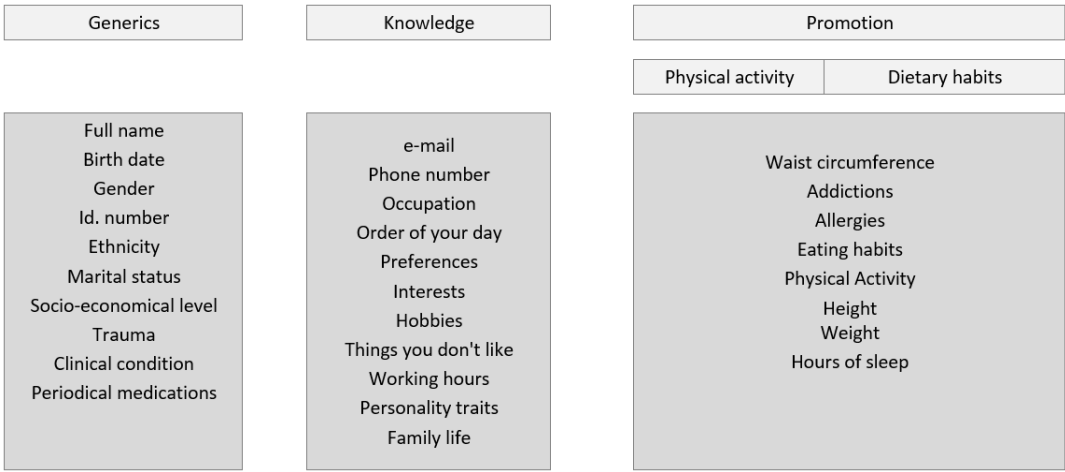 Generics
Knowledge
Promotion
Physical activity
Dietary habits
Full name
Birth date
Gender
Id. number
Ethnicity
Marital status
Socio-economical level
Trauma
Clinical condition
Periodical medications
e-mail
Phone number
Occupation
Order of your day
Preferences
Interests
Hobbies
Things you don't like
Working hours
Personality traits
Family life
Waist circumference
Addictions
Allergies
Eating habits
Physical Activity
Height
Weight
Hours of sleep